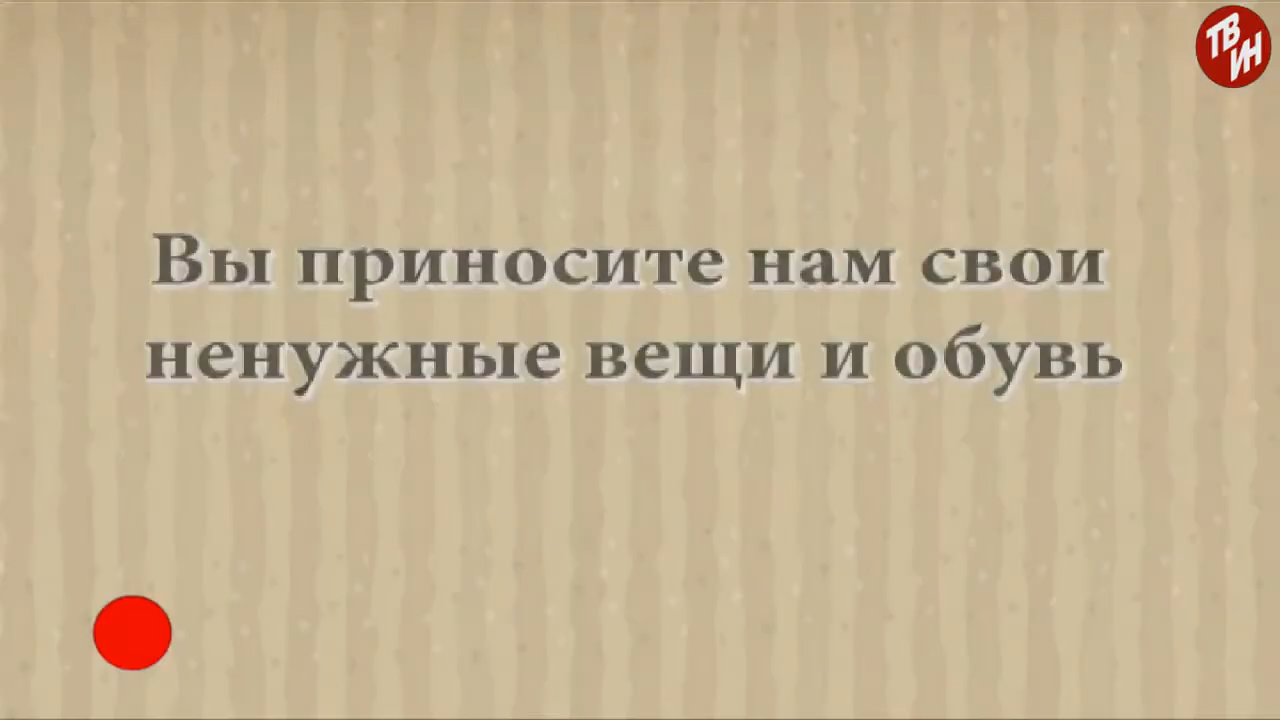 ТВ
ИН
Вы приносите нам свои
ненужные вещи и обувь